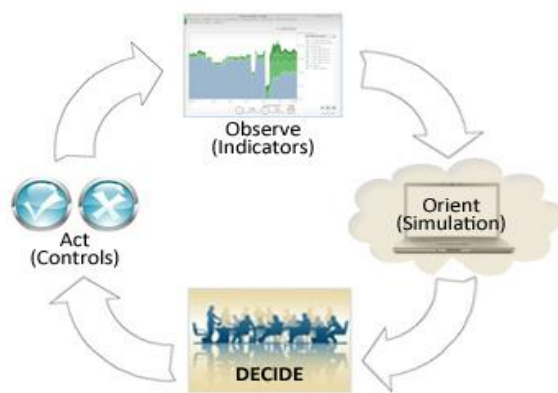 Observe
(Indicators)
Orient
(Simulation)
DECIDE
Act
(Controls)